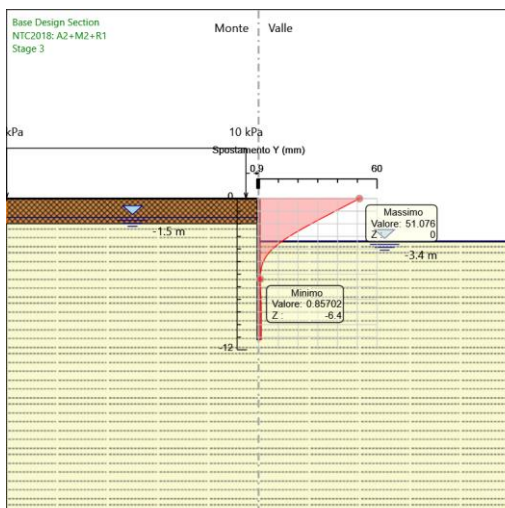 Base Design Section
NTC2018: A2+M2+R1
Stage 3
Monte
Valle
kPa
10 kPa
Spostamento Y (mm)
0.9
60
0
Massimo
Valore: 51.076
Z : 0
-1.5 m
-3.4 m
Minimo
Valore: 0.85702
Z : -6.4
-12